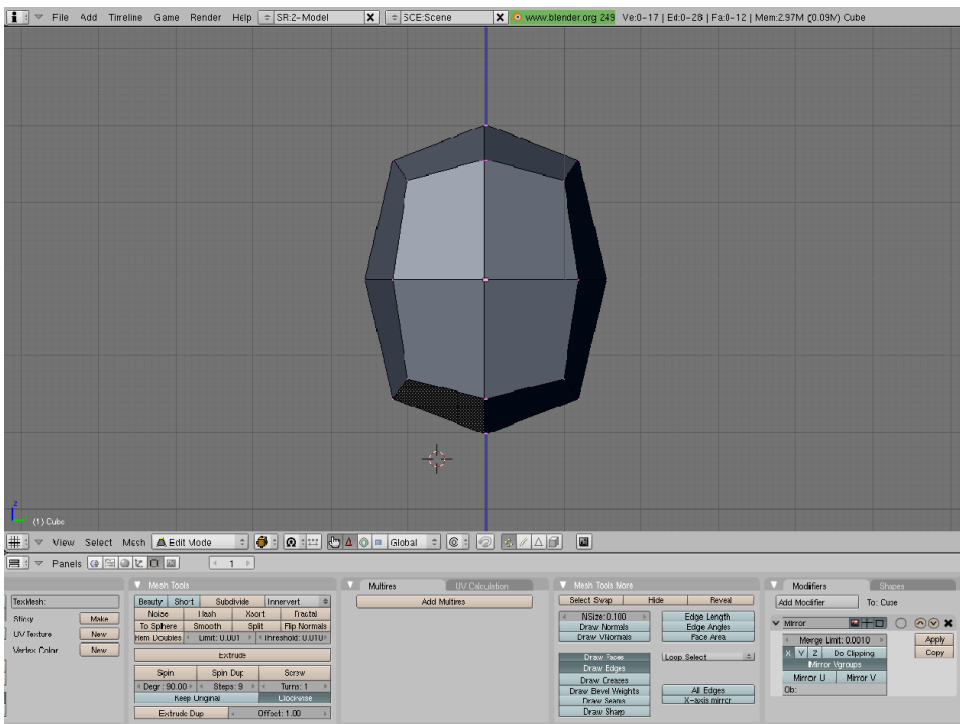 File Add Timeline Game Render Help SR:2-Model SCE:Scene www.blender.org 249 Ve:0-17 | Ed:0-28 | Fa:0-12 | Mem:2.97M (0.09M) Cube
z
(1) Cube
View Select Mesh Edit Mode Global
Panels 1
Mesh Tools Multires UV Calculation Mesh Tools More Modifiers Shapes
TexMesh: Beauty Short Subdivide Innervert Add Multires Select Swap Hide Reveal Add Modifier To: Cube
Sticky Make Noise Hash Xsort Fractal NSize: 0.100 Edge Length Mirror
UV Texture New To Sphere Smooth Split Flip Normals Draw Normals Edge Angles Merge Limit: 0.0010 Apply
Vertex Color New Rem Doubles Limit: 0.001 Threshold: 0.010 Draw VNormals Face Area X Y Z Do Clipping Copy
Extrude Draw Faces Loop Select Mirror Vgroups
Spin Spin Dup Screw Draw Edges Mirror U Mirror V
Degr: 90.00 Steps: 9 Turns: 1 Draw Creases Ob:
Keep Original Clockwise Draw Bevel Weights All Edges
Extrude Dup Offset: 1.00 Draw Seams X-axis mirror
Draw Sharp